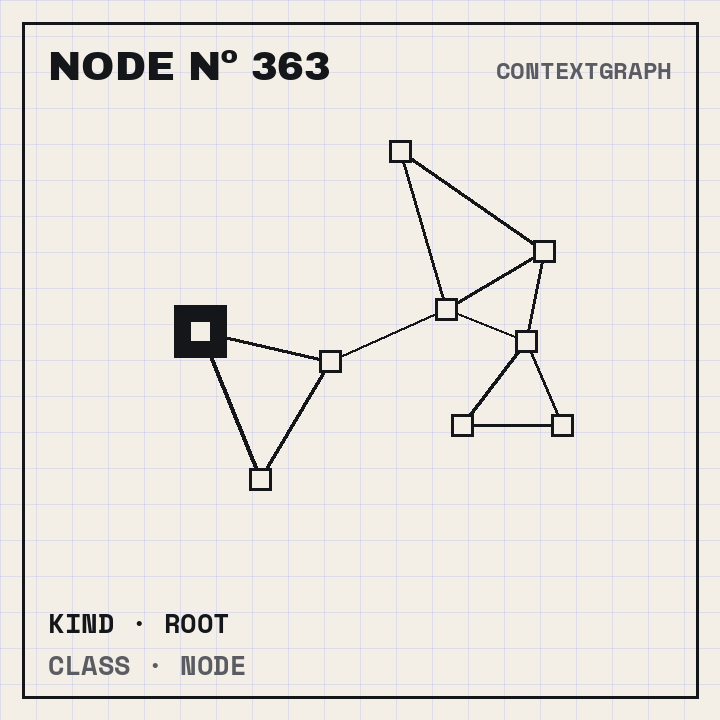 NODE Nº 363
CONTEXTGRAPH
KIND · ROOT
CLASS · NODE